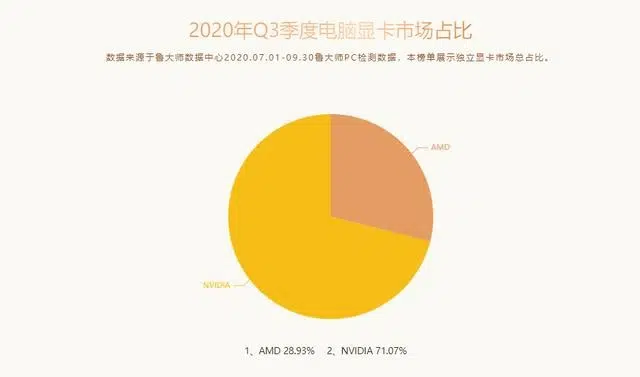 2020年Q3季度电脑显卡市场占比
数据来源于鲁大师数据中心2020.07.01-09.30鲁大师PC检测数据，本榜单展示独立显卡市场总占比。
AMD
NVIDIA
1、AMD 28.93% 2、NVIDIA 71.07%